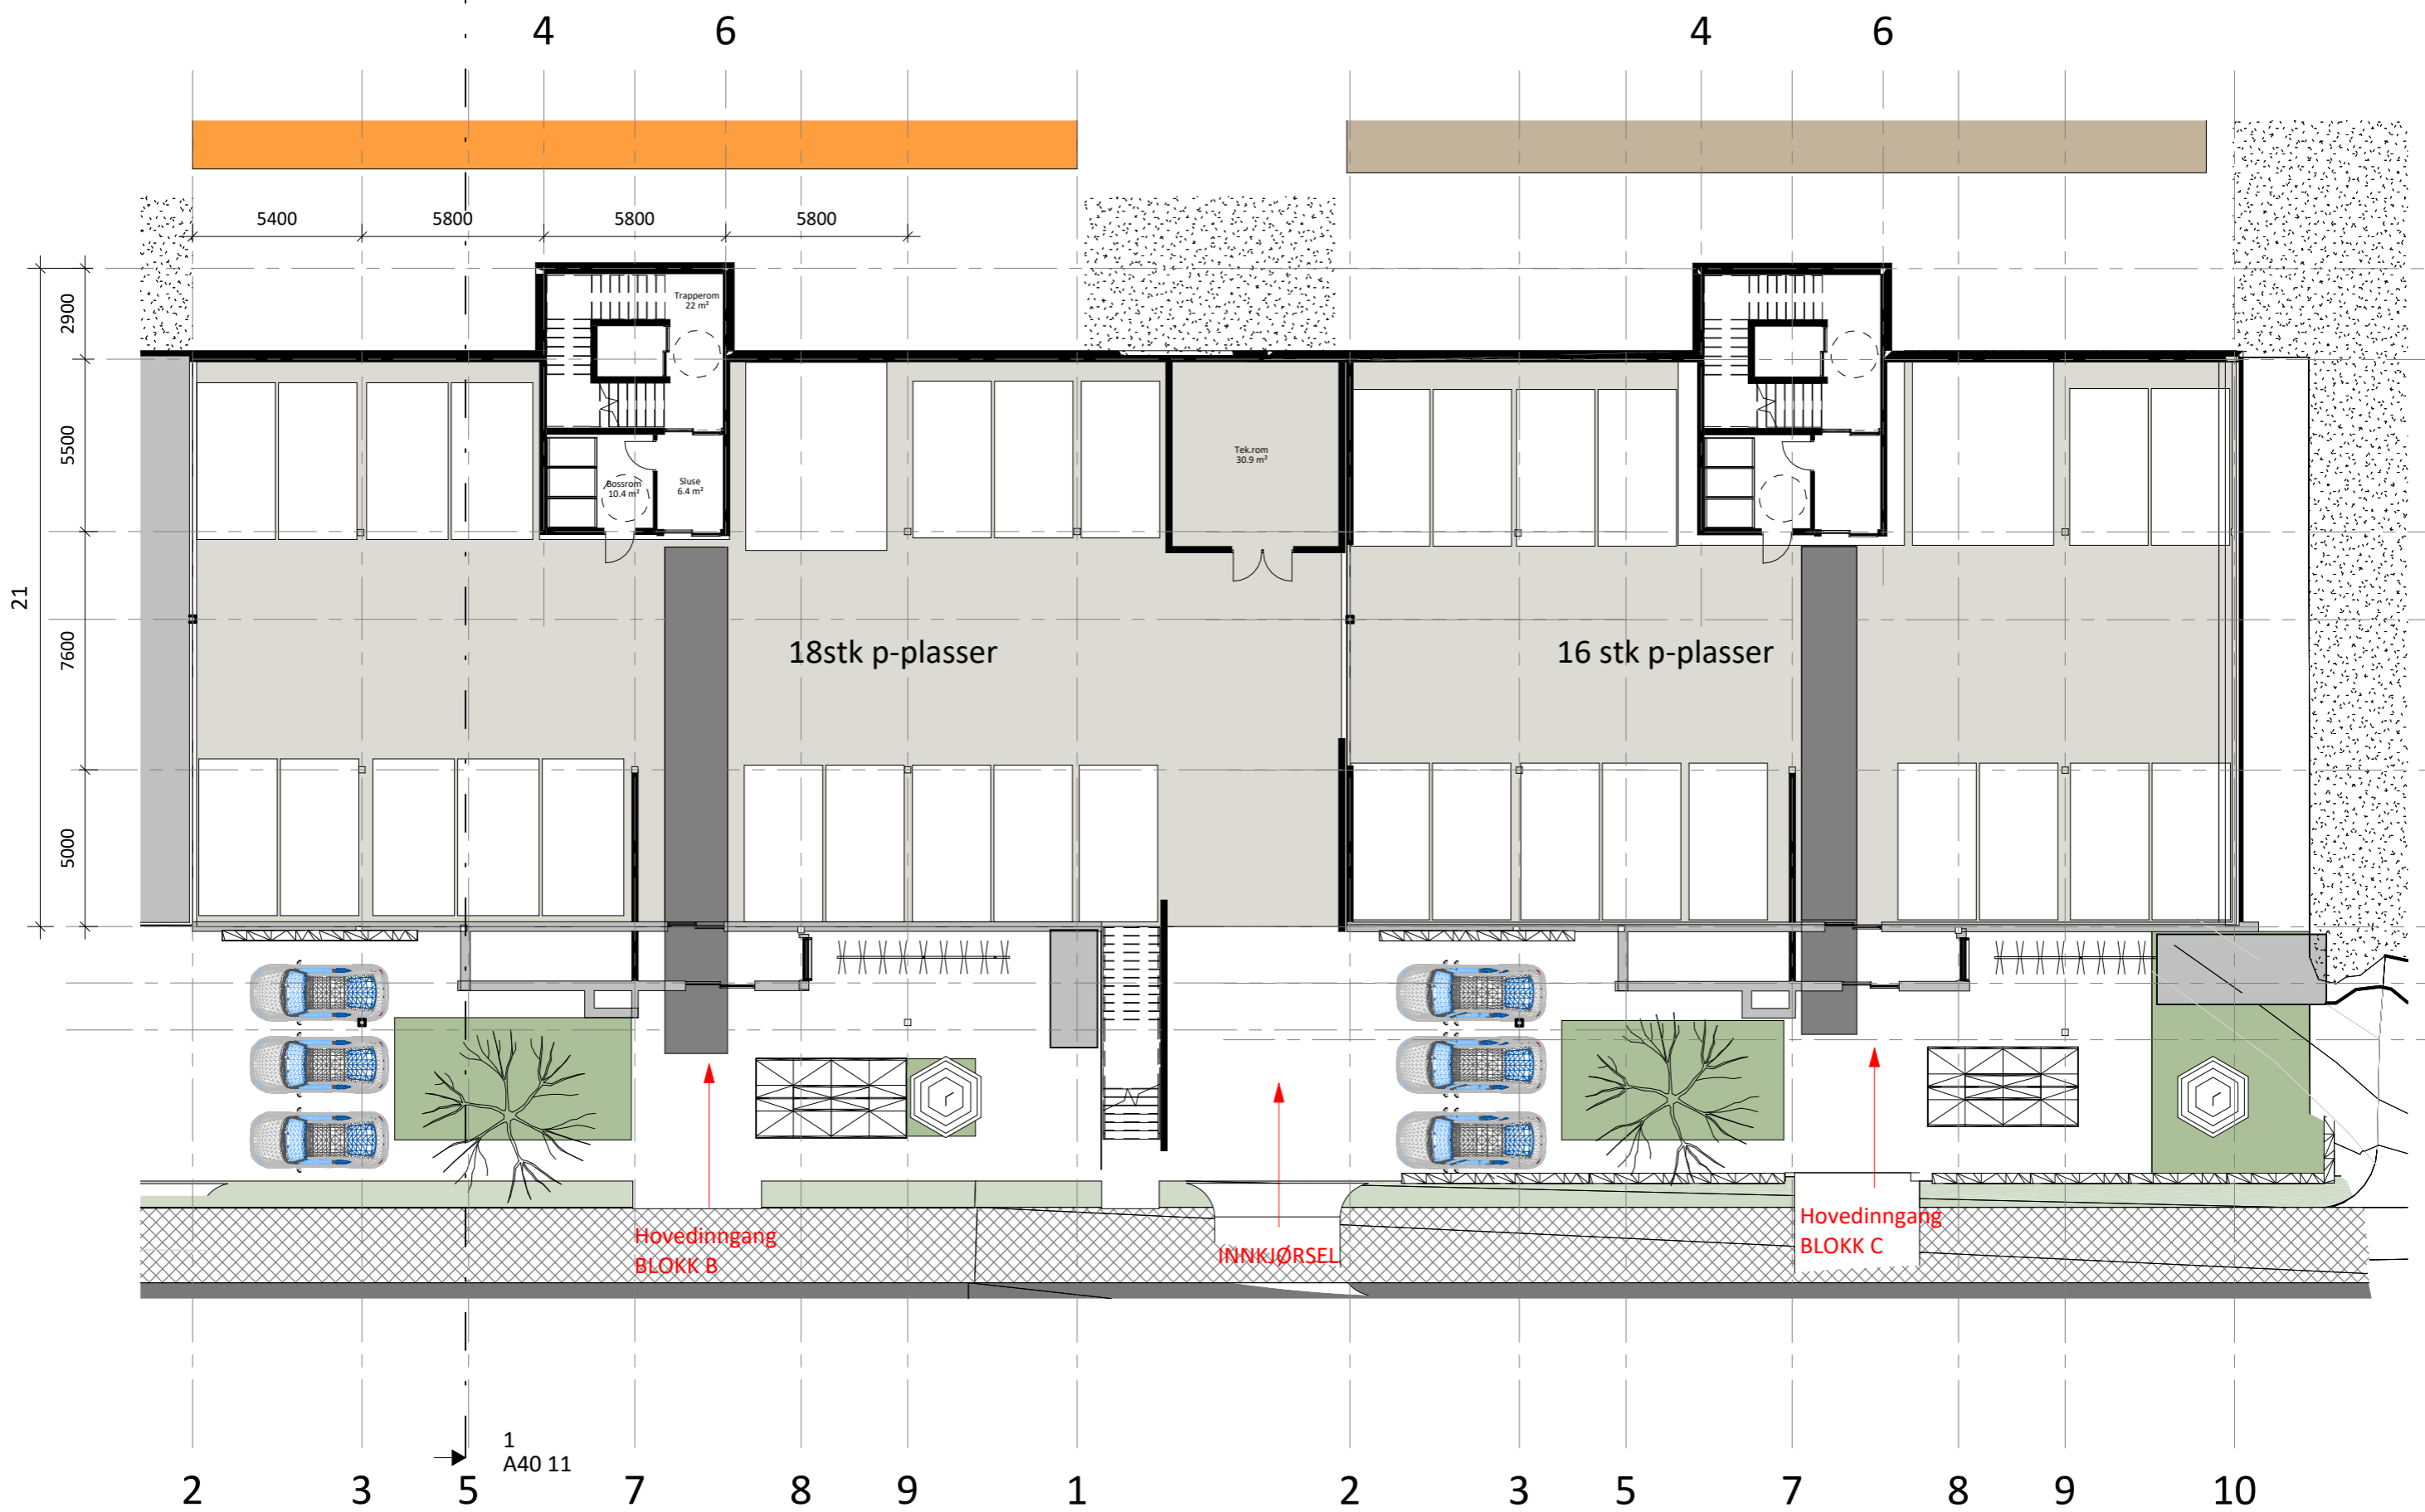 4 6 4 6
5400 5800 5800 5800
2900
Trapperom
22 m²
5500
Tek.rom
30.9 m²
Bossrom
10.4 m²
Sluse
6.4 m²
21
7600
18stk p-plasser
16 stk p-plasser
5000
Hovedinngang
BLOKK B
INNKJØRSEL
Hovedinngang
BLOKK C
1
A40 11
2 3 5 7 8 9 1 2 3 5 7 8 9 10